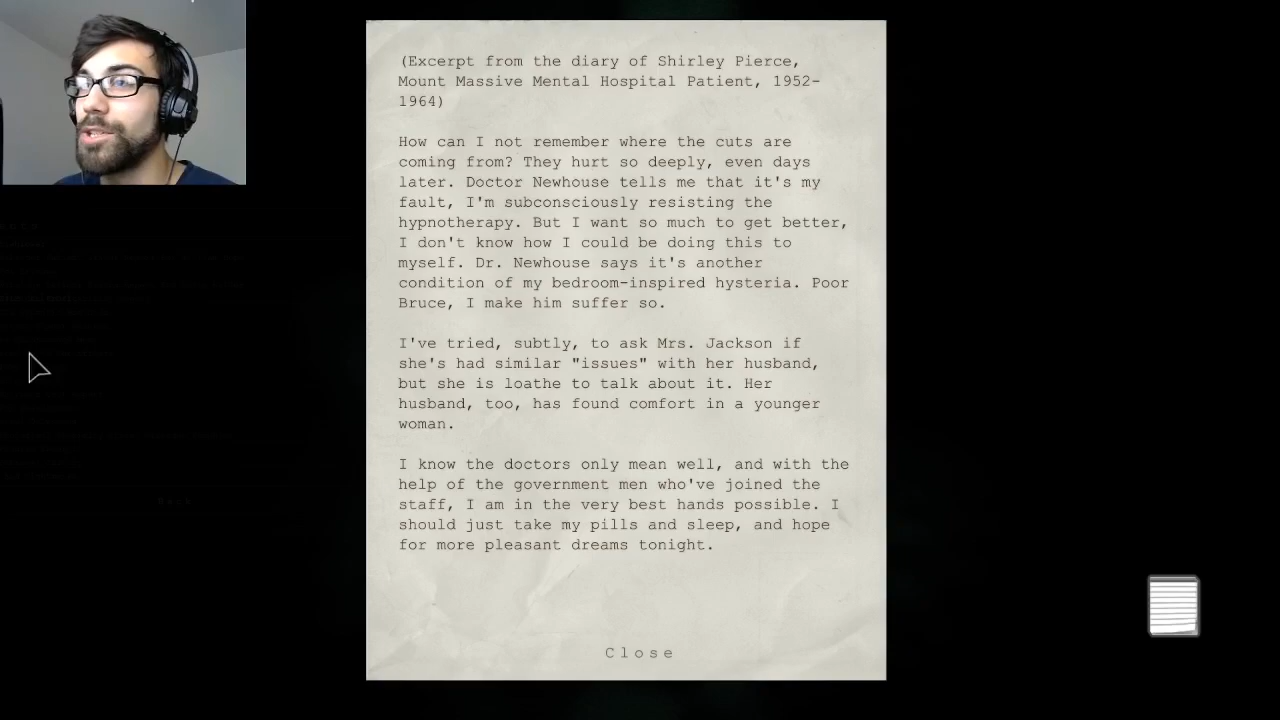 (Excerpt from the diary of Shirley Pierce,
Mount Massive Mental Hospital Patient, 1952-
1964)
How can I not remember where the cuts are
coming from? They hurt so deeply, even days
later. Doctor Newhouse tells me that it's my
fault, I'm subconsciously resisting the
hypnotherapy. But I want so much to get better,
I don't know how I could be doing this to
myself. Dr. Newhouse says it's another
condition of my bedroom-inspired hysteria. Poor
Bruce, I make him suffer so.
I've tried, subtly, to ask Mrs. Jackson if
she's had similar "issues" with her husband,
but she is loathe to talk about it. Her
husband, too, has found comfort in a younger
woman.
I know the doctors only mean well, and with the
help of the government men who've joined the
staff, I am in the very best hands possible. I
should just take my pills and sleep, and hope
for more pleasant dreams tonight.
Close
Back